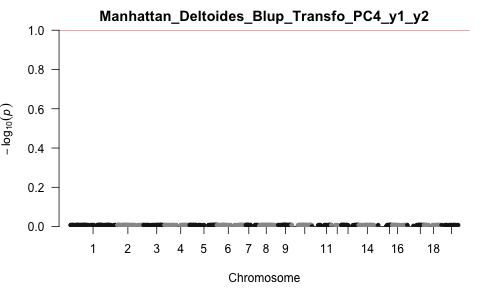 Manhattan_Deltoides_Blup_Transfo_PC4_y1_y2
− log10(p)
1.0
0.8
0.6
0.4
0.2
0.0
1 2 3 4 5 6 7 8 9 11 14 16 18
Chromosome